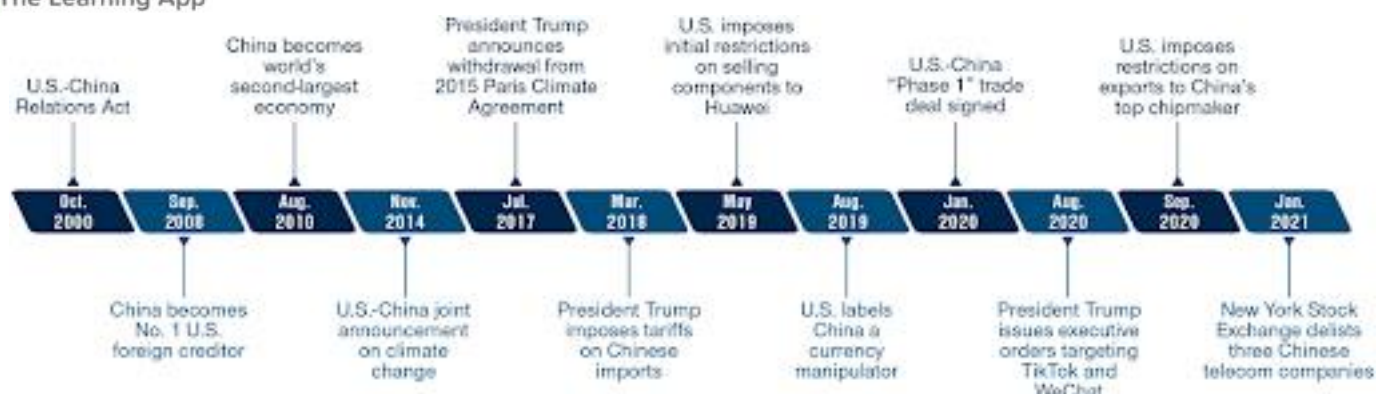 The Learning App
U.S.-China
Relations Act
China becomes
world's
second-largest
economy
President Trump
announces
withdrawal from
2015 Paris Climate
Agreement
U.S. imposes
initial restrictions
on selling
components to
Huawei
U.S.-China
"Phase 1" trade
deal signed
U.S. imposes
restrictions on
exports to China's
top chipmaker
Oct.
2000
Sep.
2008
Aug.
2010
Nov.
2014
Jul.
2017
Mar.
2018
May
2019
Aug.
2019
Jan.
2020
Aug.
2020
Sep.
2020
Jan.
2021
China becomes
No. 1 U.S.
foreign creditor
U.S.-China joint
announcement
on climate
change
President Trump
imposes tariffs
on Chinese
imports
U.S. labels
China a
currency
manipulator
President Trump
issues executive
orders targeting
TikTok and
WeChat
New York Stock
Exchange delists
three Chinese
telecom companies